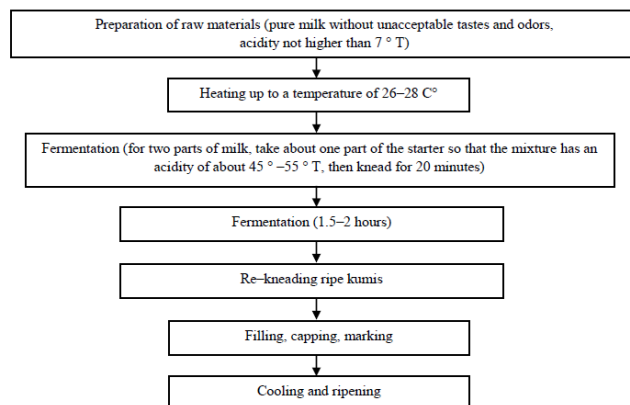 Preparation of raw materials (pure milk without unacceptable tastes and odors,
acidity not higher than 7 ° T)
Heating up to a temperature of 26–28 C°
Fermentation (for two parts of milk, take about one part of the starter so that the mixture has an
acidity of about 45 ° –55 ° T, then knead for 20 minutes)
Fermentation (1.5–2 hours)
Re–kneading ripe kumis
Filling, capping, marking
Cooling and ripening